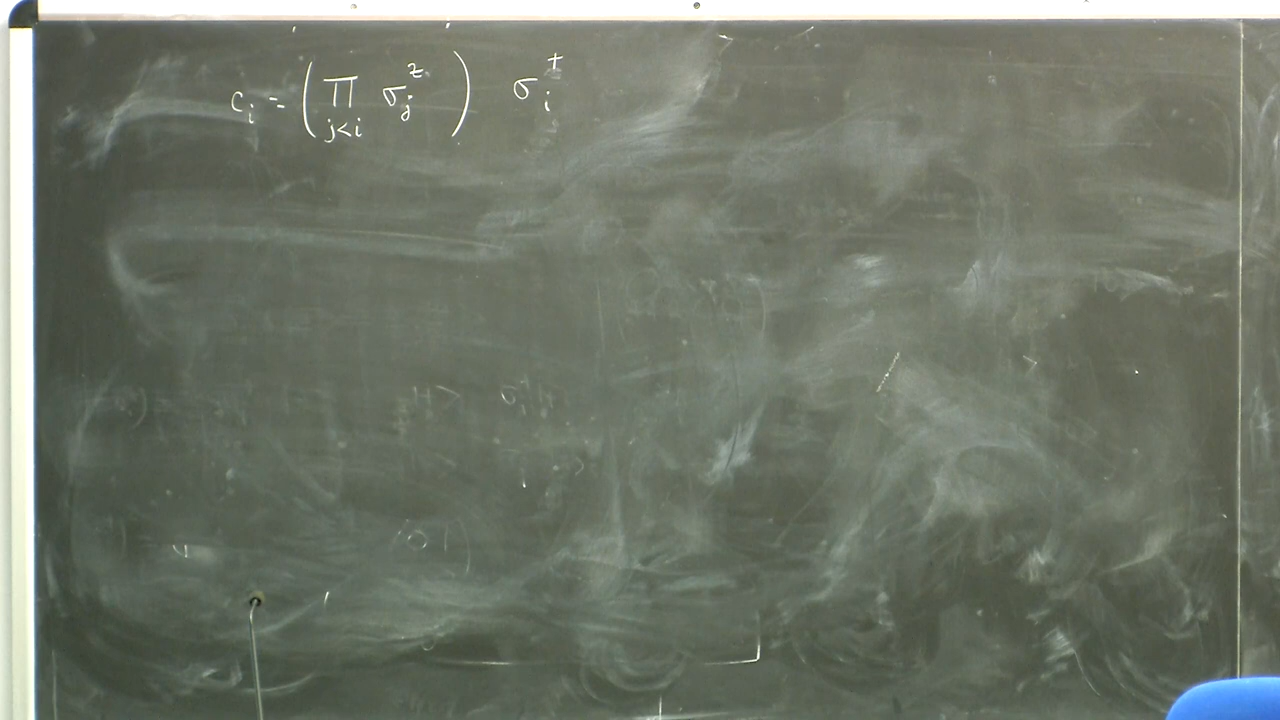 c_i = ( ∏_{j<i} σ_j^z ) σ_i^+